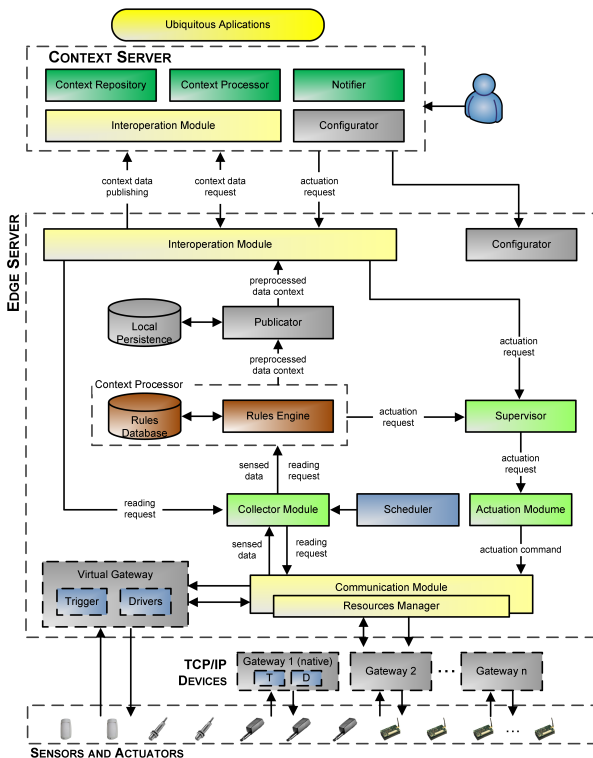 Ubiquitous Aplications
CONTEXT SERVER
Context Repository
Context Processor
Notifier
Interoperation Module
Configurator
context data
publishing
context data
request
actuation
request
EDGE SERVER
Interoperation Module
Configurator
preprocessed
data context
Local
Persistence
Publicator
actuation
request
preprocessed
data context
Context Processor
Rules
Database
Rules Engine
actuation
request
Supervisor
sensed
data
reading
request
actuation
request
reading
request
Collector Module
Scheduler
Actuation Modume
sensed
data
reading
request
actuation command
Virtual Gateway
Trigger
Drivers
Communication Module
Resources Manager
TCP/IP
DEVICES
Gateway 1 (native)
T
D
Gateway 2
...
Gateway n
...
SENSORS AND ACTUATORS